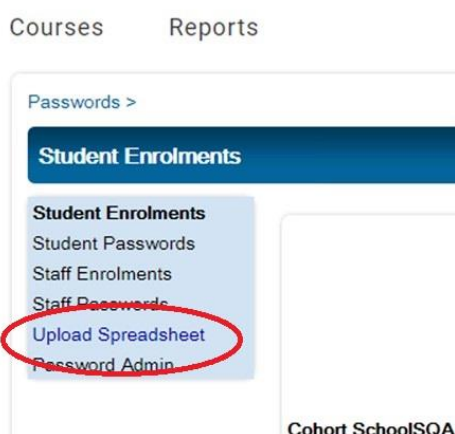 Courses Reports
Passwords >
Student Enrolments
Student Enrolments
Student Passwords
Staff Enrolments
Staff Passwords
Upload Spreadsheet
Password Admin
Cohort SchoolSQA